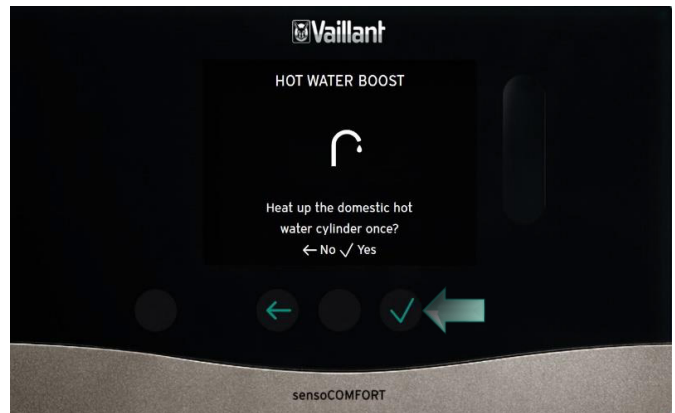 Vaillant
HOT WATER BOOST
Heat up the domestic hot
water cylinder once?
← No ✓ Yes
sensoCOMFORT